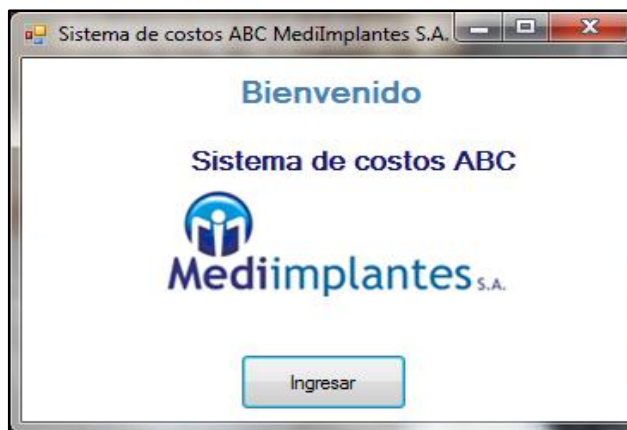 Sistema de costos ABC MediImplantes S.A.
Bienvenido
Sistema de costos ABC
Mediimplantes S.A.
Ingresar